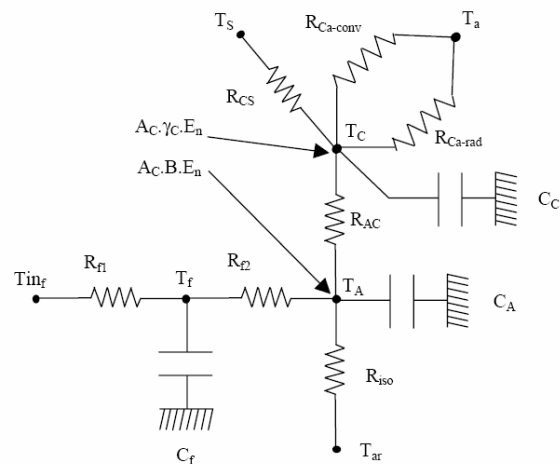 T_S
R_Ca-conv
T_a
R_CS
A_C.γ_C.E_n
T_C
R_Ca-rad
A_C.B.E_n
C_C
R_AC
R_f1
T_f
R_f2
Tin_f
T_A
C_A
R_iso
C_f
T_ar